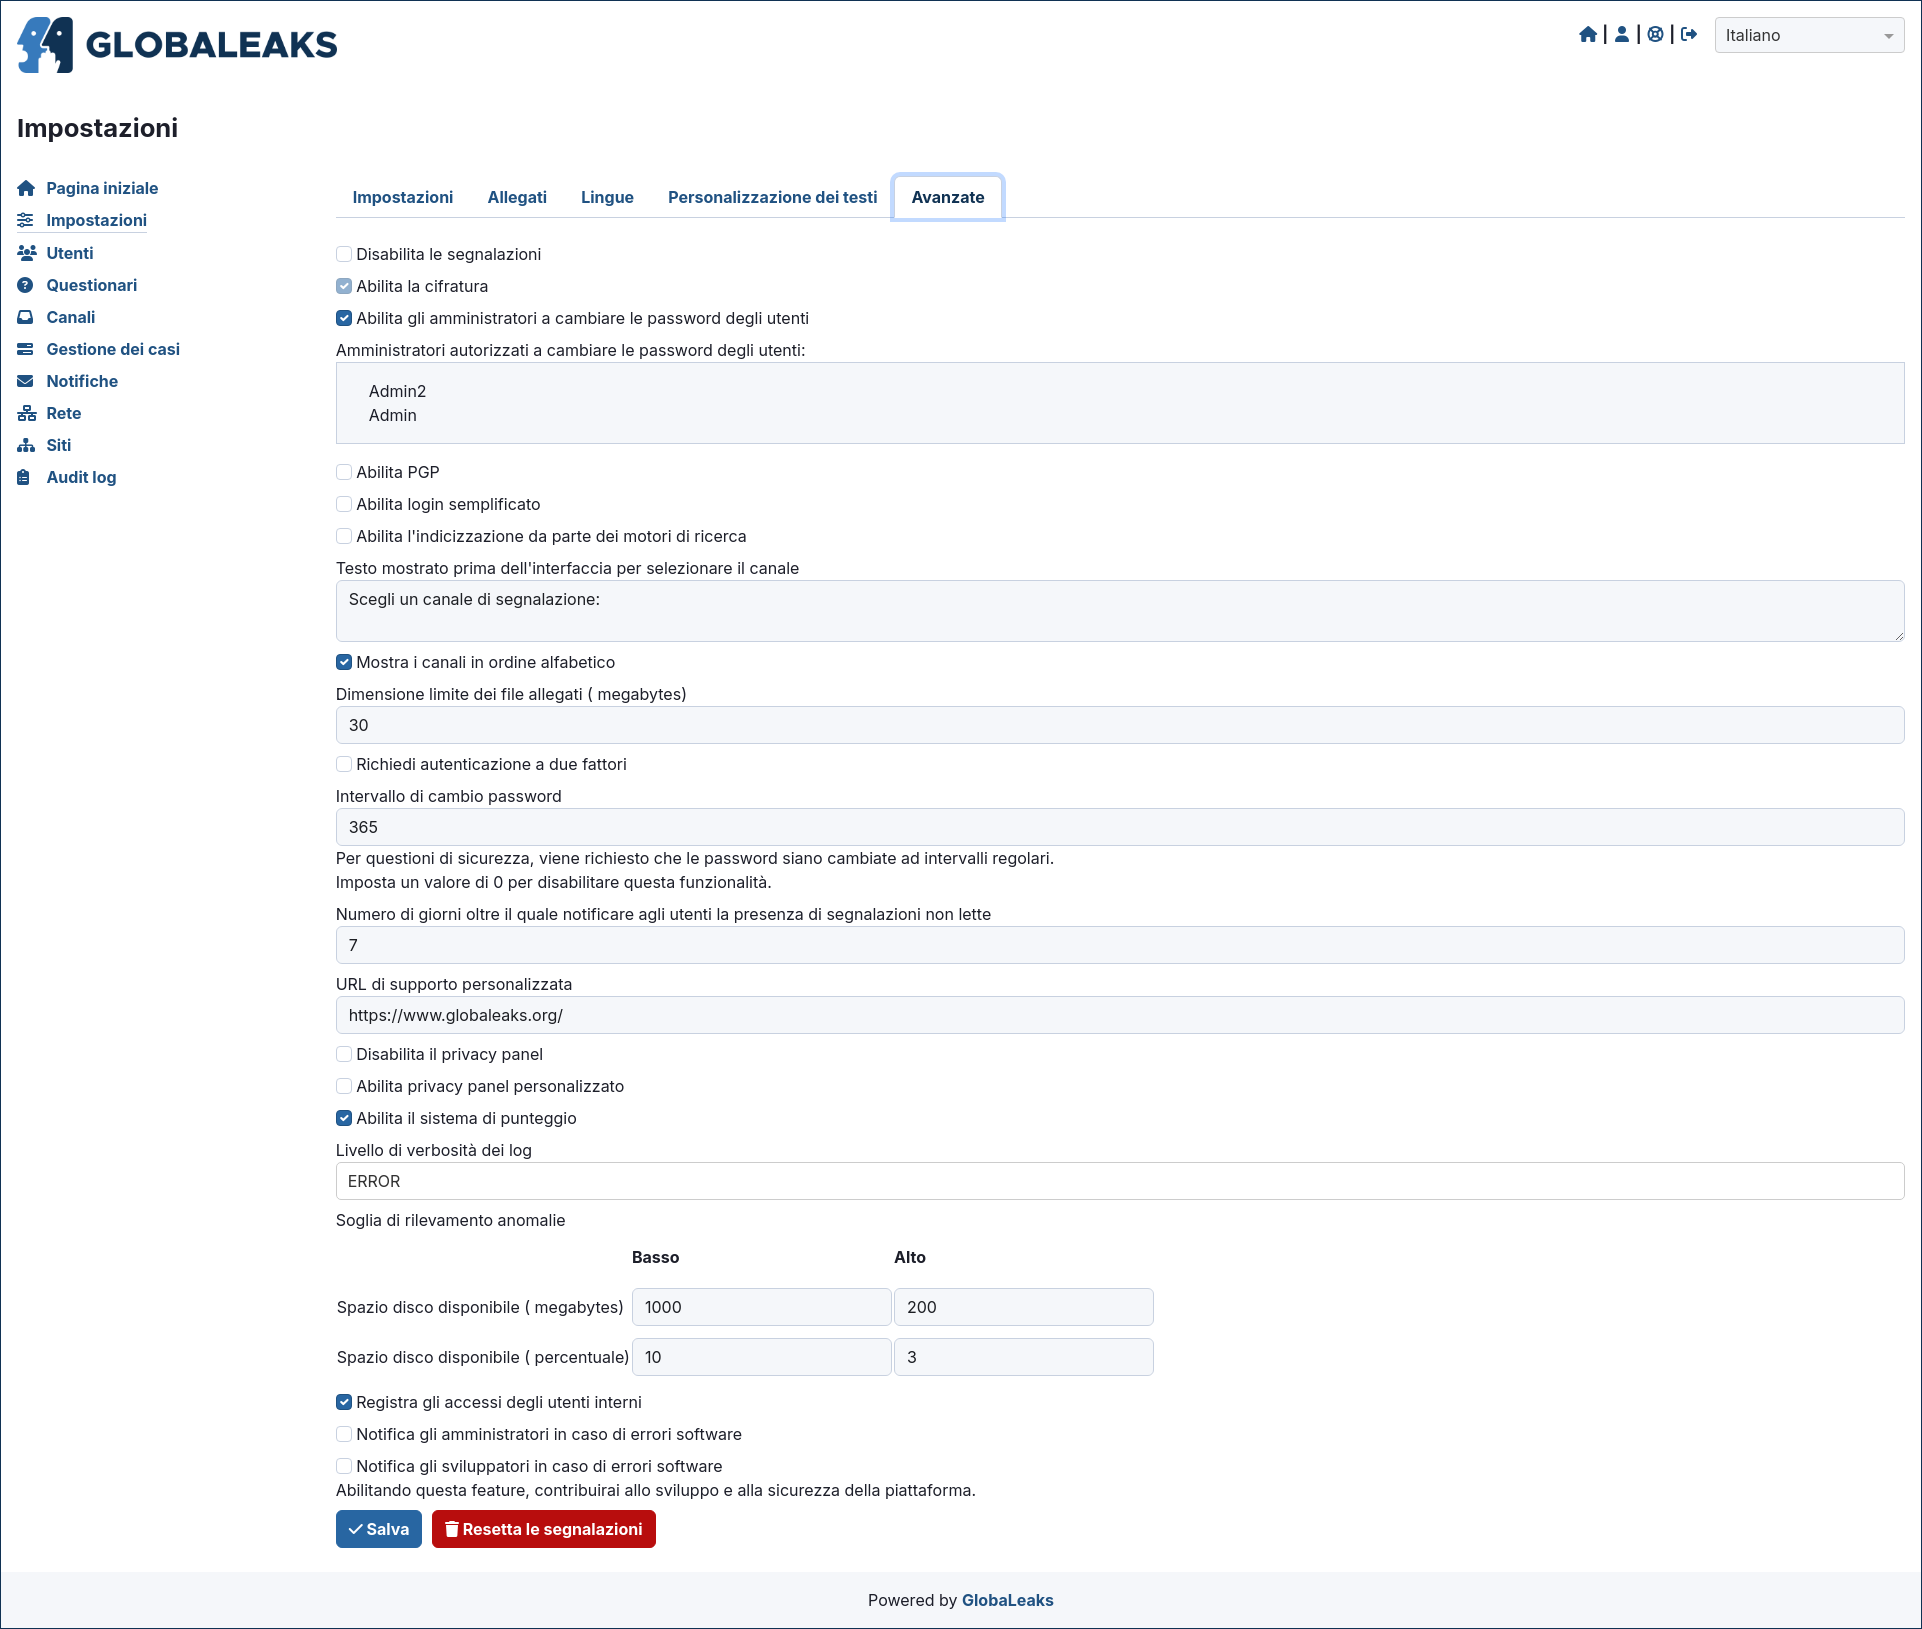 GLOBALEAKS
Italiano
Impostazioni
Pagina iniziale
Impostazioni
Utenti
Questionari
Canali
Gestione dei casi
Notifiche
Rete
Siti
Audit log
Impostazioni Allegati Lingue Personalizzazione dei testi Avanzate
Disabilita le segnalazioni
Abilita la cifratura
Abilita gli amministratori a cambiare le password degli utenti
Amministratori autorizzati a cambiare le password degli utenti:
Admin2
Admin
Abilita PGP
Abilita login semplificato
Abilita l'indicizzazione da parte dei motori di ricerca
Testo mostrato prima dell'interfaccia per selezionare il canale
Scegli un canale di segnalazione:
Mostra i canali in ordine alfabetico
Dimensione limite dei file allegati ( megabytes)
30
Richiedi autenticazione a due fattori
Intervallo di cambio password
365
Per questioni di sicurezza, viene richiesto che le password siano cambiate ad intervalli regolari.
Imposta un valore di 0 per disabilitare questa funzionalità.
Numero di giorni oltre il quale notificare agli utenti la presenza di segnalazioni non lette
7
URL di supporto personalizzata
https://www.globaleaks.org/
Disabilita il privacy panel
Abilita privacy panel personalizzato
Abilita il sistema di punteggio
Livello di verbosità dei log
ERROR
Soglia di rilevamento anomalie
Basso Alto
Spazio disco disponibile ( megabytes) 1000 200
Spazio disco disponibile ( percentuale) 10 3
Registra gli accessi degli utenti interni
Notifica gli amministratori in caso di errori software
Notifica gli sviluppatori in caso di errori software
Abilitando questa feature, contribuirai allo sviluppo e alla sicurezza della piattaforma.
Salva Resetta le segnalazioni
Powered by GlobaLeaks